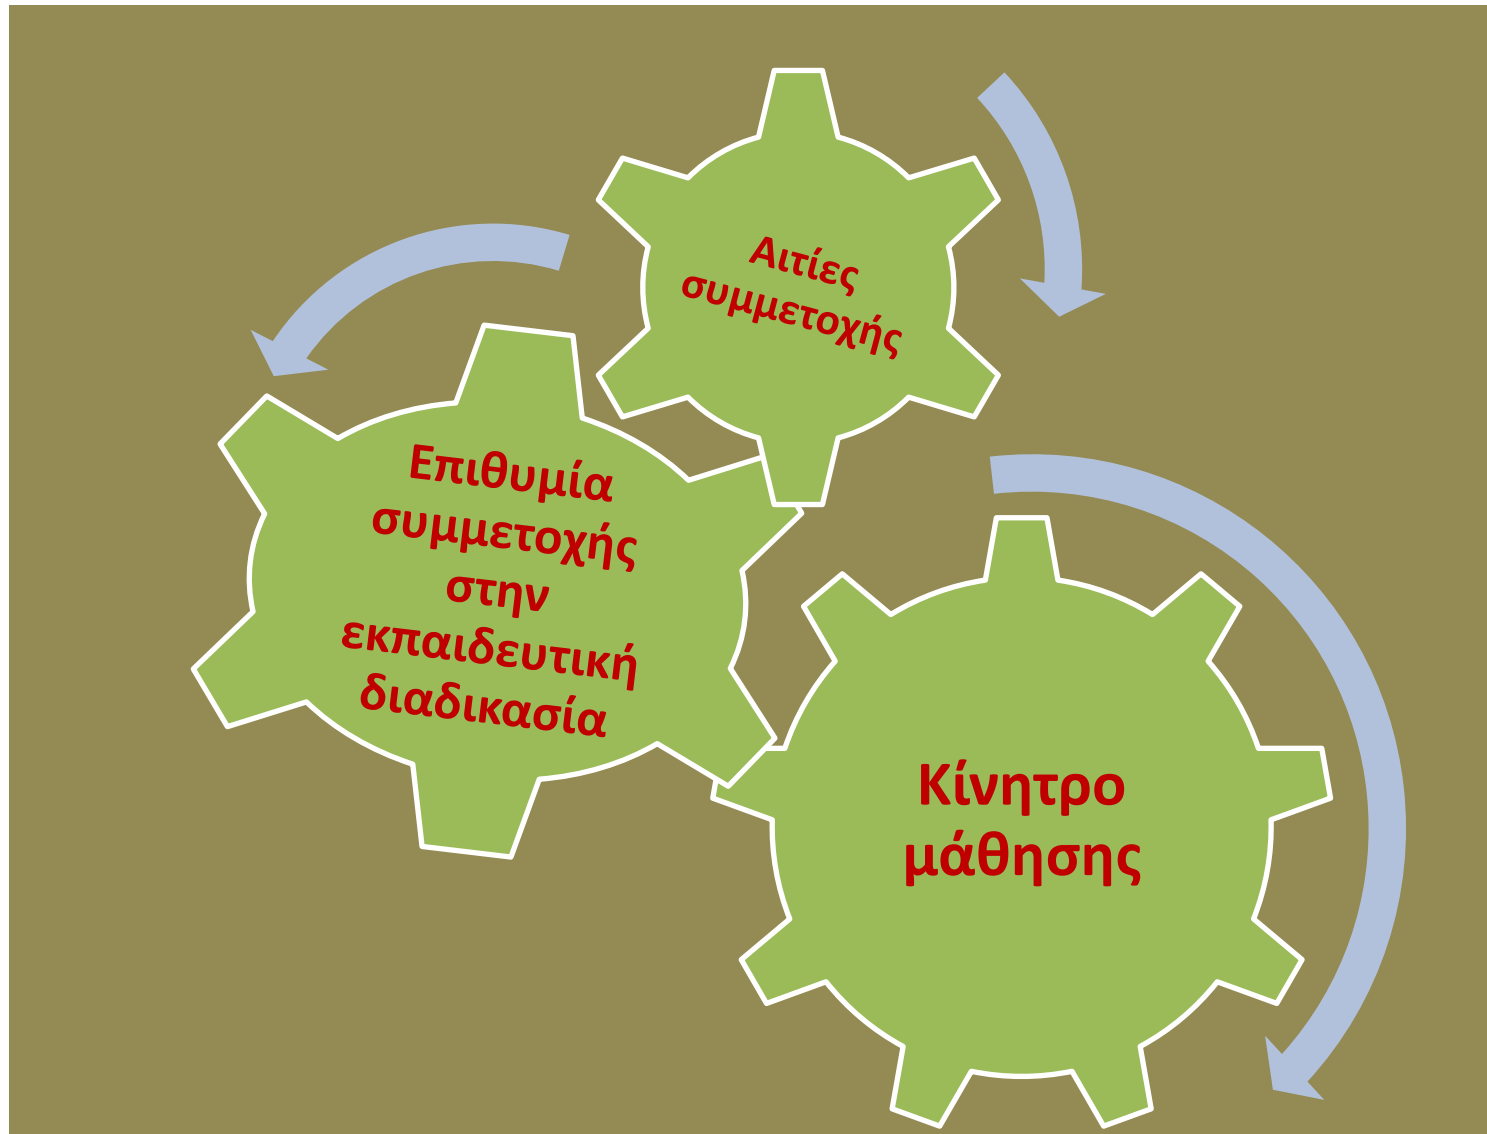 Αιτίες
συμμετοχής
Επιθυμία
συμμετοχής
στην
εκπαιδευτική
διαδικασία
Κίνητρο
μάθησης